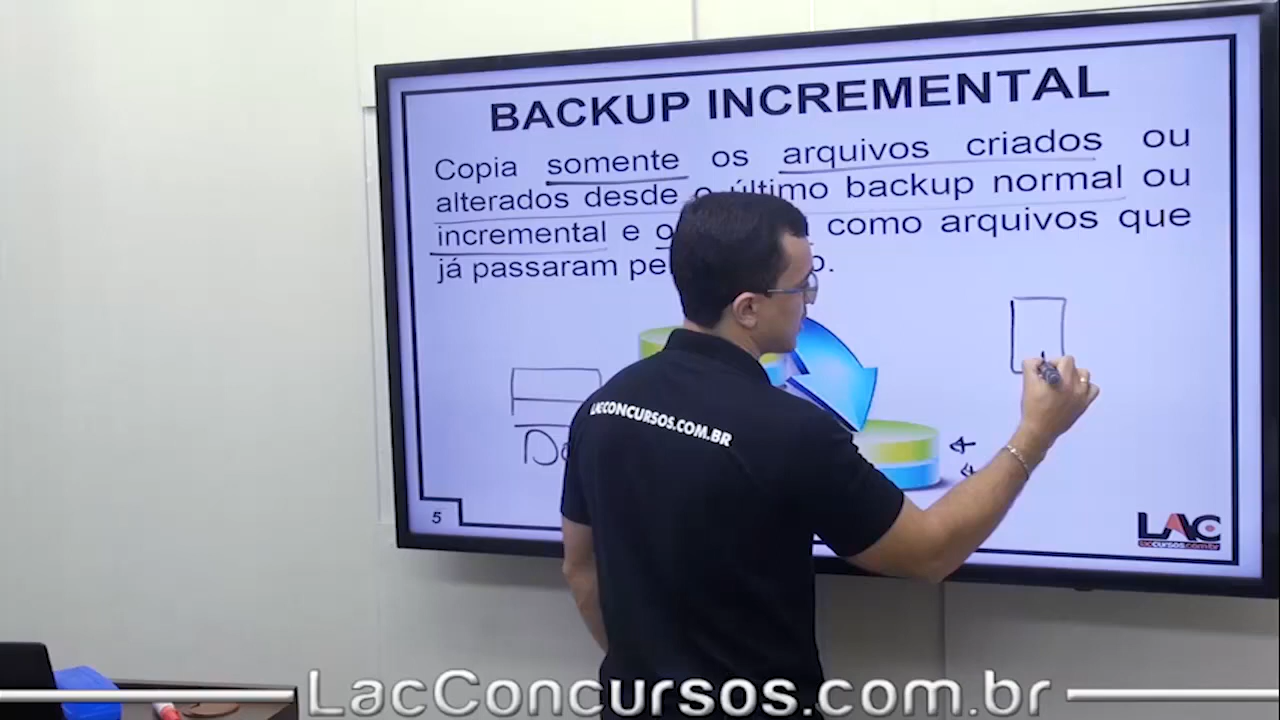 BACKUP INCREMENTAL
Copia somente os arquivos criados ou
alterados desde o último backup normal ou
incremental e como arquivos que
já passaram
LACCONCURSOS.COM.BR
5
LAC
LacConcursos.com.br